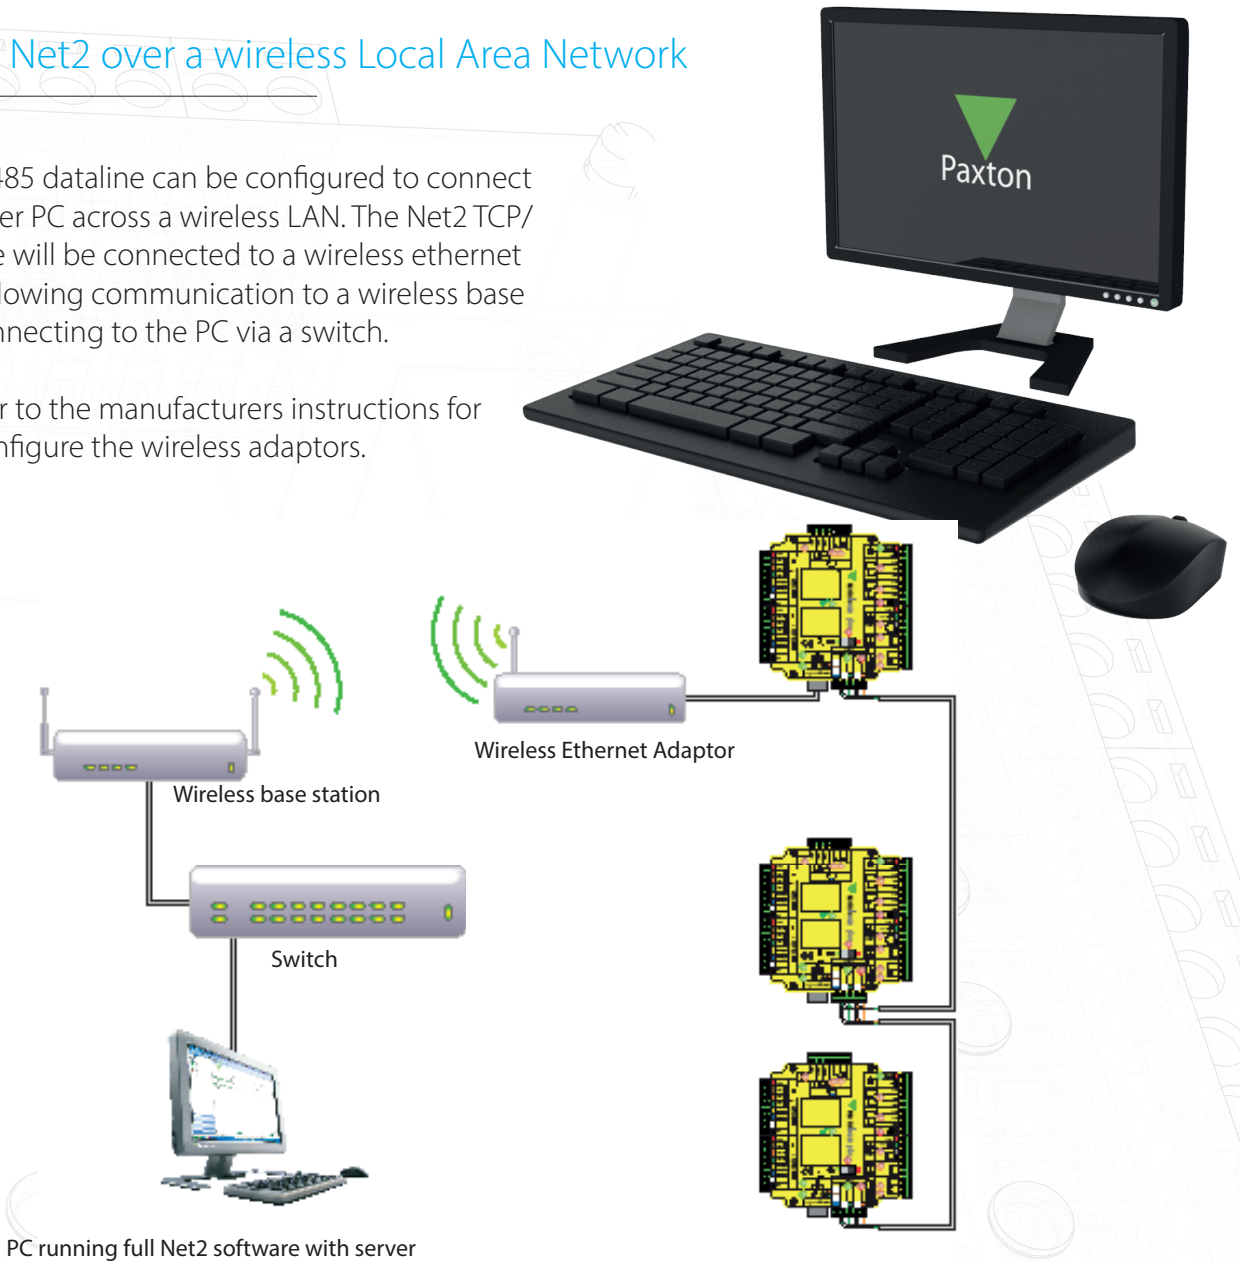 Net2 over a wireless Local Area Network
485 dataline can be configured to connect
er PC across a wireless LAN. The Net2 TCP/
e will be connected to a wireless ethernet
lowing communication to a wireless base
nnecting to the PC via a switch.
r to the manufacturers instructions for
nfigure the wireless adaptors.
Paxton
Wireless Ethernet Adaptor
Wireless base station
Switch
PC running full Net2 software with server